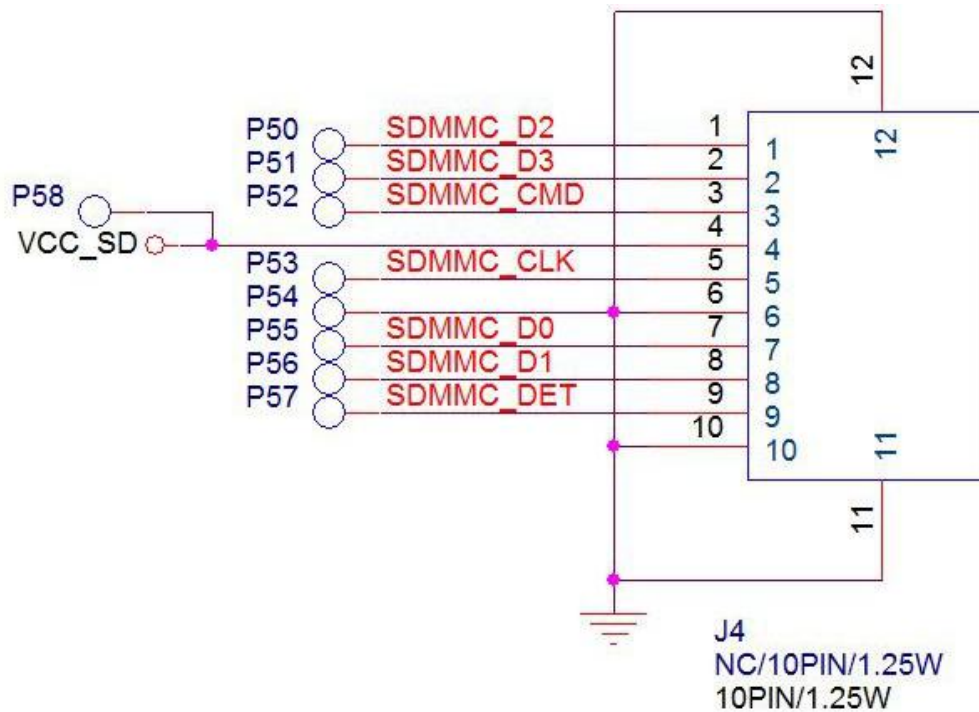 12
12
P50 SDMMC_D2 1 1
P51 SDMMC_D3 2 2
P52 SDMMC_CMD 3 3
P58
VCC_SD 4 4
P53 SDMMC_CLK 5 5
P54 6 6
P55 SDMMC_D0 7 7
P56 SDMMC_D1 8 8
P57 SDMMC_DET 9 9
10 10
11
11
J4
NC/10PIN/1.25W
10PIN/1.25W